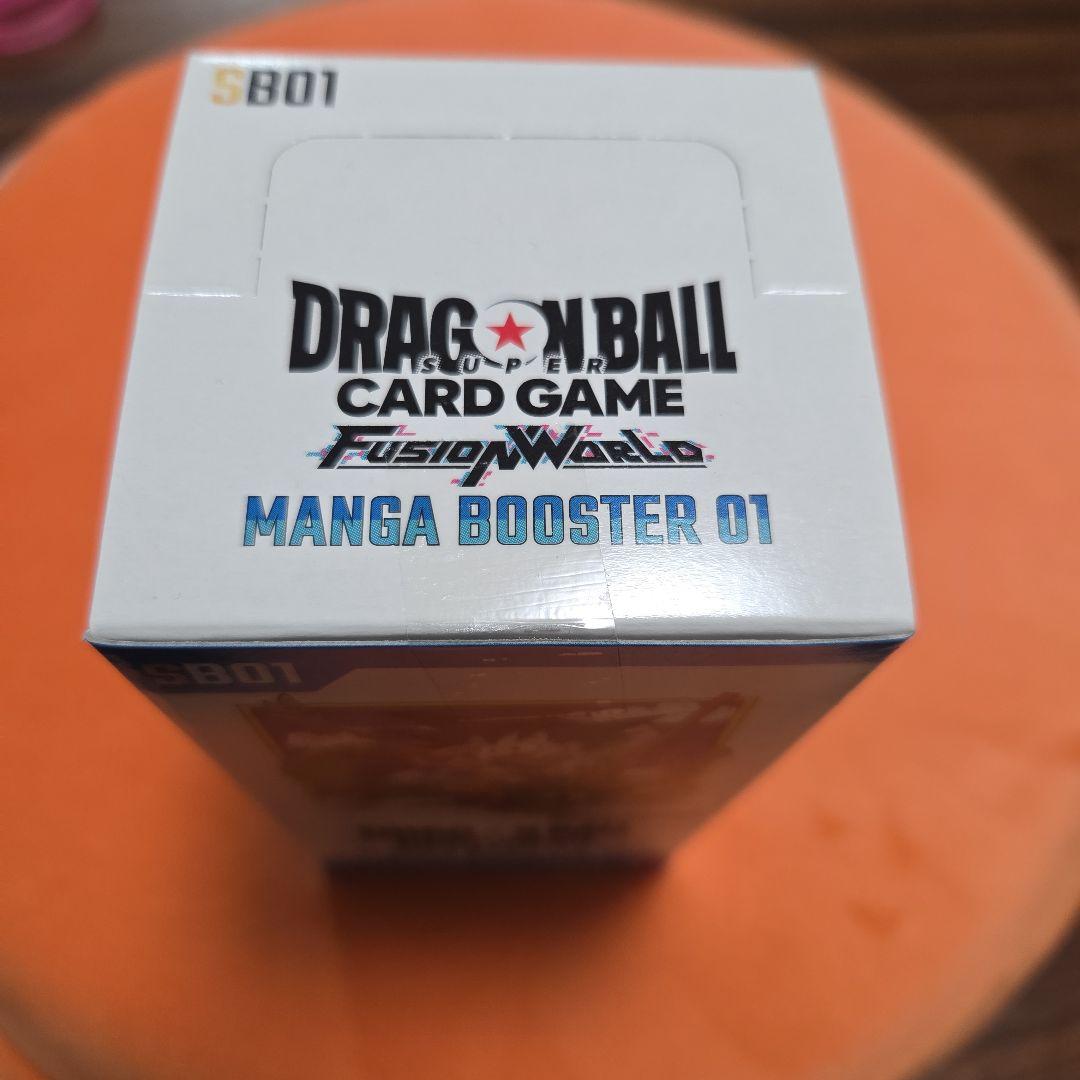 SB01
DRAGON BALL
SUPER
CARD GAME
FUSION WORLD
MANGA BOOSTER 01
SB01